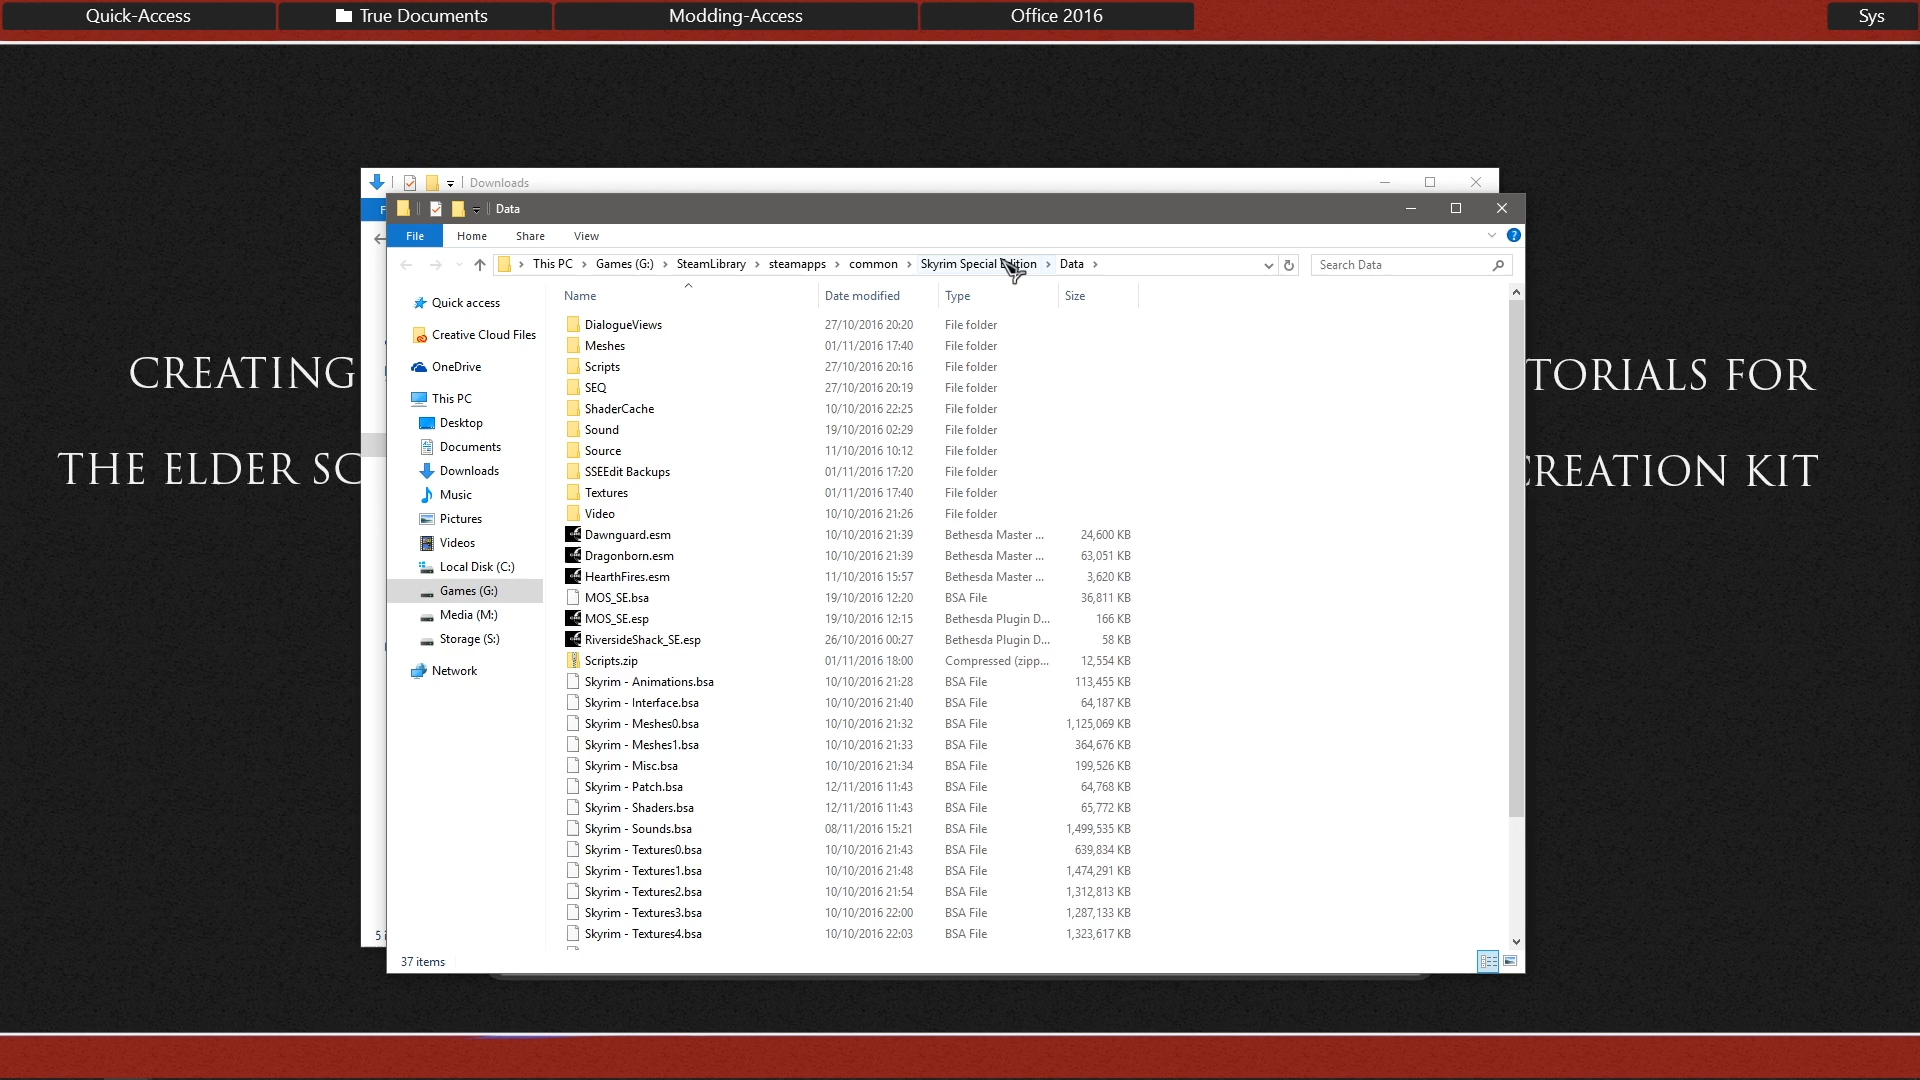 Quick-Access
True Documents
Modding-Access
Office 2016
Sys
CREATING
TORIALS FOR
THE ELDER SC
CREATION KIT
Downloads
Data
File
Home
Share
View
This PC
Games (G:)
SteamLibrary
steamapps
common
Skyrim Special Edition
Data
Search Data
Quick access
Creative Cloud Files
OneDrive
This PC
Desktop
Documents
Downloads
Music
Pictures
Videos
Local Disk (C:)
Games (G:)
Media (M:)
Storage (S:)
Network
Name Date modified Type Size
DialogueViews 27/10/2016 20:20 File folder
Meshes 01/11/2016 17:40 File folder
Scripts 27/10/2016 20:16 File folder
SEQ 27/10/2016 20:19 File folder
ShaderCache 10/10/2016 22:25 File folder
Sound 19/10/2016 02:29 File folder
Source 11/10/2016 10:12 File folder
SSEEdit Backups 01/11/2016 17:20 File folder
Textures 01/11/2016 17:40 File folder
Video 10/10/2016 21:26 File folder
Dawnguard.esm 10/10/2016 21:39 Bethesda Master ... 24,600 KB
Dragonborn.esm 10/10/2016 21:39 Bethesda Master ... 63,051 KB
HearthFires.esm 11/10/2016 15:57 Bethesda Master ... 3,620 KB
MOS_SE.bsa 19/10/2016 12:20 BSA File 36,811 KB
MOS_SE.esp 19/10/2016 12:15 Bethesda Plugin D... 166 KB
RiversideShack_SE.esp 26/10/2016 00:27 Bethesda Plugin D... 58 KB
Scripts.zip 01/11/2016 18:00 Compressed (zipp... 12,554 KB
Skyrim - Animations.bsa 10/10/2016 21:28 BSA File 113,455 KB
Skyrim - Interface.bsa 10/10/2016 21:40 BSA File 64,187 KB
Skyrim - Meshes0.bsa 10/10/2016 21:32 BSA File 1,125,069 KB
Skyrim - Meshes1.bsa 10/10/2016 21:33 BSA File 364,676 KB
Skyrim - Misc.bsa 10/10/2016 21:34 BSA File 199,526 KB
Skyrim - Patch.bsa 12/11/2016 11:43 BSA File 64,768 KB
Skyrim - Shaders.bsa 12/11/2016 11:43 BSA File 65,772 KB
Skyrim - Sounds.bsa 08/11/2016 15:21 BSA File 1,499,535 KB
Skyrim - Textures0.bsa 10/10/2016 21:43 BSA File 639,834 KB
Skyrim - Textures1.bsa 10/10/2016 21:48 BSA File 1,474,291 KB
Skyrim - Textures2.bsa 10/10/2016 21:54 BSA File 1,312,813 KB
Skyrim - Textures3.bsa 10/10/2016 22:00 BSA File 1,287,133 KB
Skyrim - Textures4.bsa 10/10/2016 22:03 BSA File 1,323,617 KB
37 items